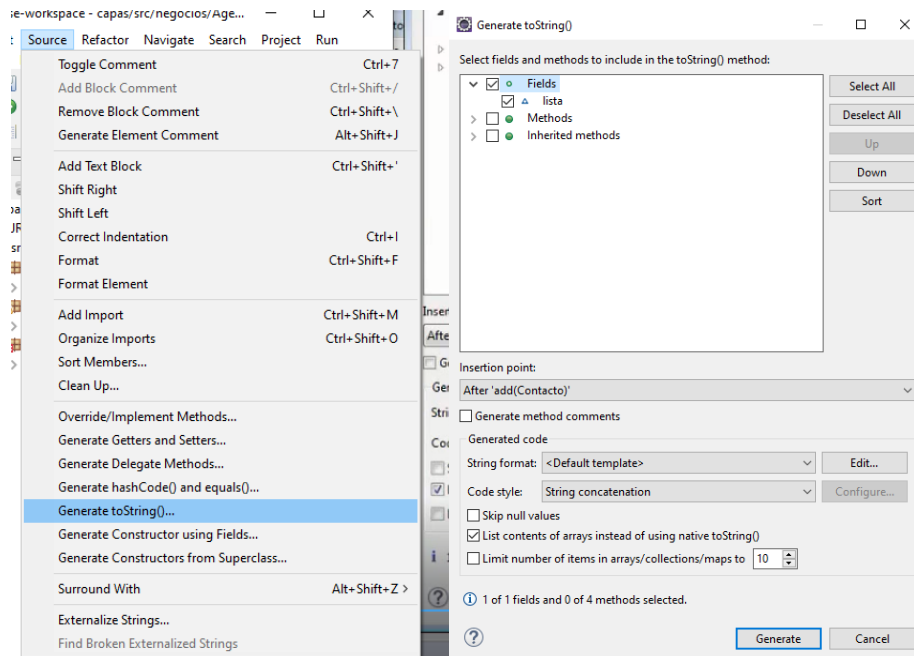 se-workspace - capas/src/negocios/Age...
Source Refactor Navigate Search Project Run
Toggle Comment Ctrl+7
Add Block Comment Ctrl+Shift+/
Remove Block Comment Ctrl+Shift+\
Generate Element Comment Alt+Shift+J
Add Text Block Ctrl+Shift+'
Shift Right
Shift Left
Correct Indentation Ctrl+I
Format Ctrl+Shift+F
Format Element
Add Import Ctrl+Shift+M
Organize Imports Ctrl+Shift+O
Sort Members...
Clean Up...
Override/Implement Methods...
Generate Getters and Setters...
Generate Delegate Methods...
Generate hashCode() and equals()...
Generate toString()...
Generate Constructor using Fields...
Generate Constructors from Superclass...
Surround With Alt+Shift+Z >
Externalize Strings...
Find Broken Externalized Strings
Generate toString()
Select fields and methods to include in the toString() method:
Fields
lista
Methods
Inherited methods
Select All
Deselect All
Up
Down
Sort
Insertion point:
After 'add(Contacto)'
Generate method comments
Generated code
String format: <Default template> Edit...
Code style: String concatenation Configure...
Skip null values
List contents of arrays instead of using native toString()
Limit number of items in arrays/collections/maps to 10
1 of 1 fields and 0 of 4 methods selected.
Generate Cancel